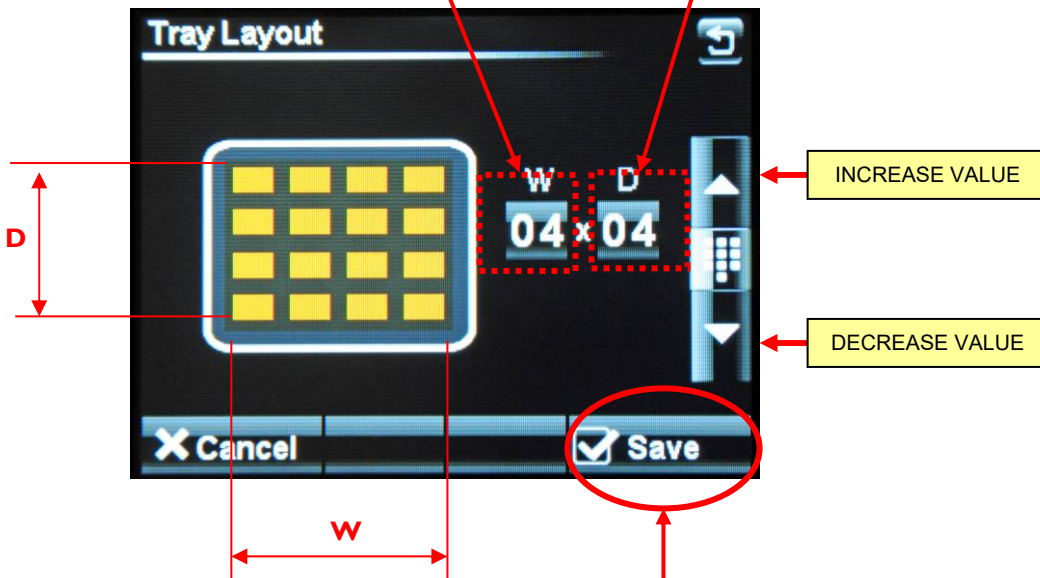 Tray Layout
W D
04 x 04
INCREASE VALUE
D
DECREASE VALUE
Cancel
Save
W